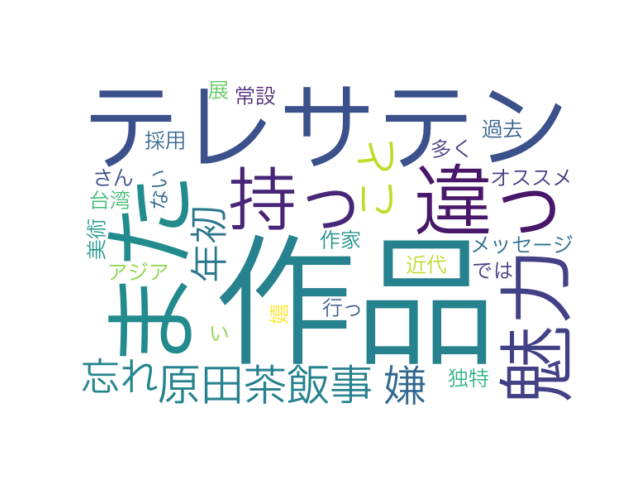 展
常設
テレサテン
採用
過去
多く
こと
さん
ない
持っ
違っ
オススメ
台湾
また
年初
美術
作家
メッセージ
作品
アジア
近代
では
魅力
嬉
行っ
い
忘れ
原田茶飯事
嫌
独特